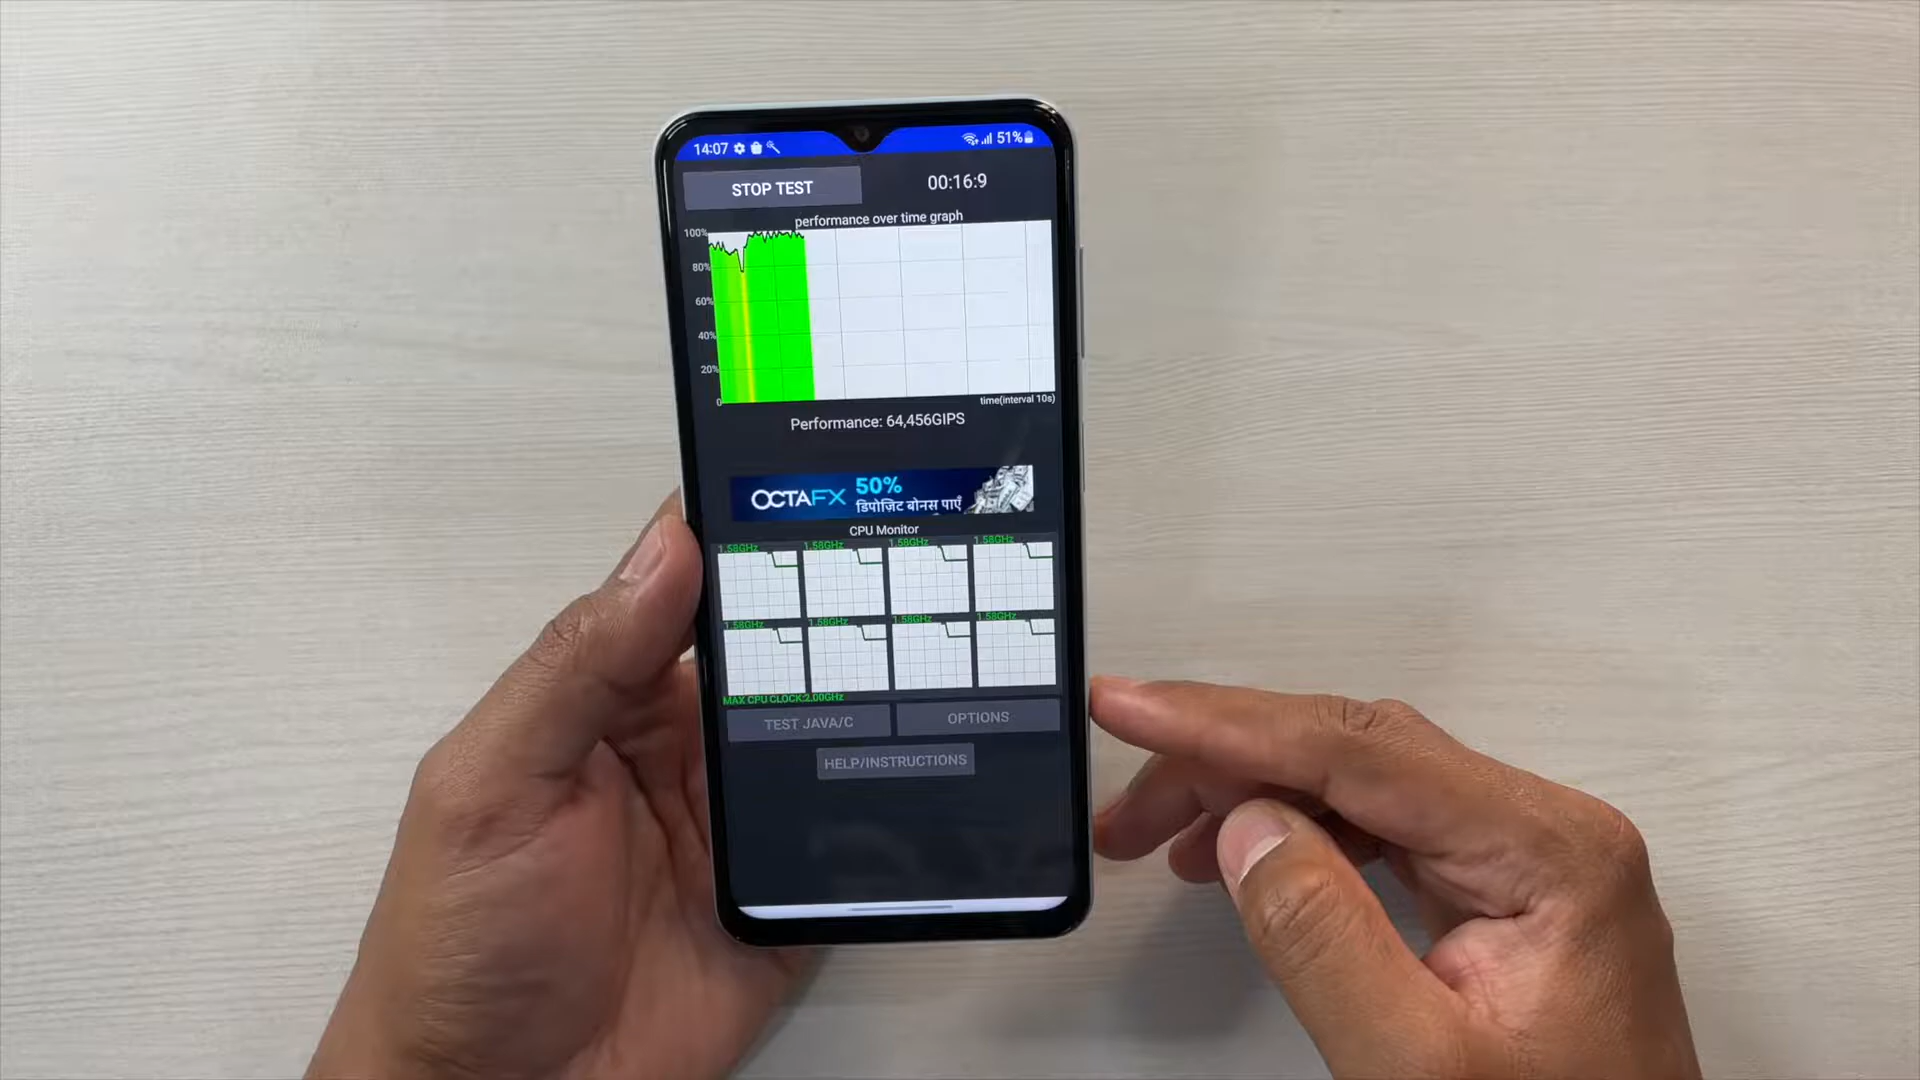 14:07 51%
STOP TEST 00:16:9
performance over time graph
100%
80%
60%
40%
20%
0
time(interval 10s)
Performance: 64,456GIPS
OCTAFX 50%
डिपोज़िट बोनस पाएँ
CPU Monitor
1.58GHz 1.58GHz 1.58GHz 1.58GHz
1.58GHz 1.58GHz 1.58GHz 1.58GHz
MAX CPU CLOCK:2.00GHz
TEST JAVA/C OPTIONS
HELP/INSTRUCTIONS